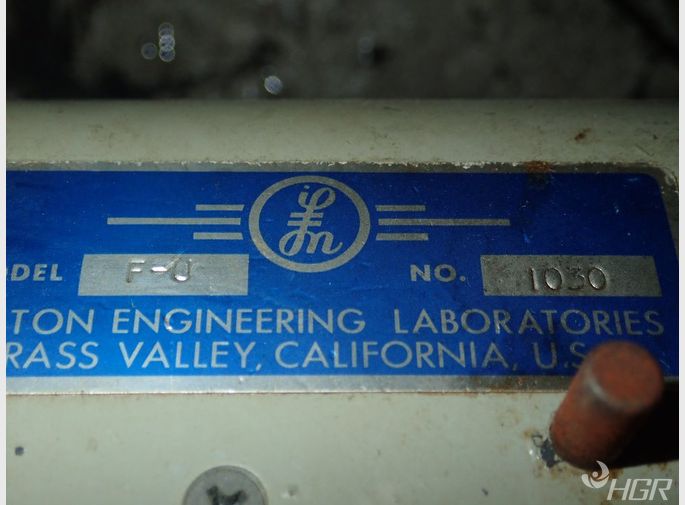 ODEL F-U NO. 1030
TON ENGINEERING LABORATORIES
RASS VALLEY, CALIFORNIA, U.S.
HGR